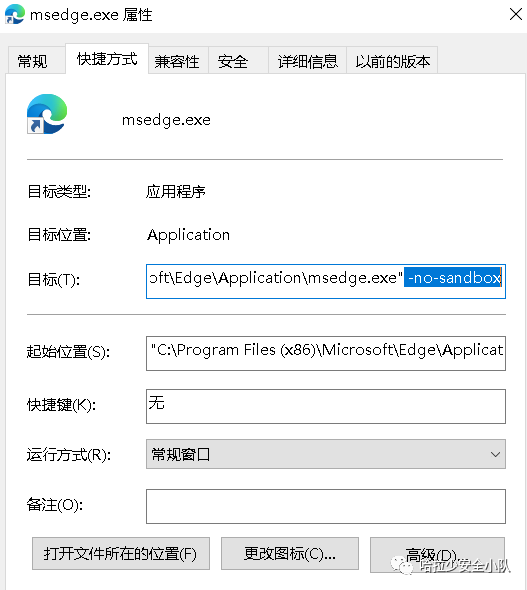 msedge.exe 属性
常规 快捷方式 兼容性 安全 详细信息 以前的版本
msedge.exe
目标类型: 应用程序
目标位置: Application
目标(T): oft\Edge\Application\msedge.exe" -no-sandbox
起始位置(S): "C:\Program Files (x86)\Microsoft\Edge\Applicat
快捷键(K): 无
运行方式(R): 常规窗口
备注(O):
打开文件所在的位置(F) 更改图标(C)... 高级(D)...
哈拉少安全小队